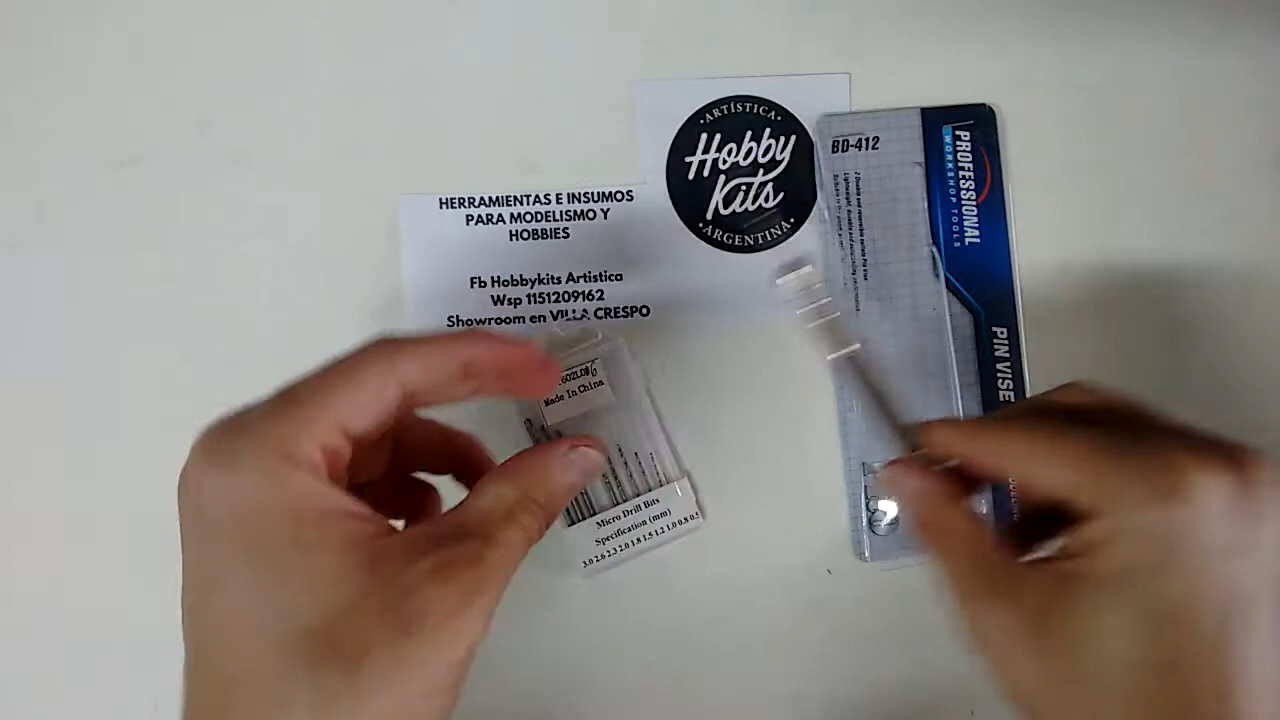 ·ARTÍSTICA·
Hobby
Kits
·ARGENTINA·
HERRAMIENTAS E INSUMOS
PARA MODELISMO Y
HOBBIES
Fb Hobbykits Artistica
Wsp 1151209162
Showroom en VILLA CRESPO
BD-412
PROFESSIONAL
WORKSHOP TOOLS
PIN VISE
Made In China
Micro Drill Bits
Specification (mm)
3.0 2.6 2.3 2.0 1.8 1.5 1.2 1.0 0.8 0.5